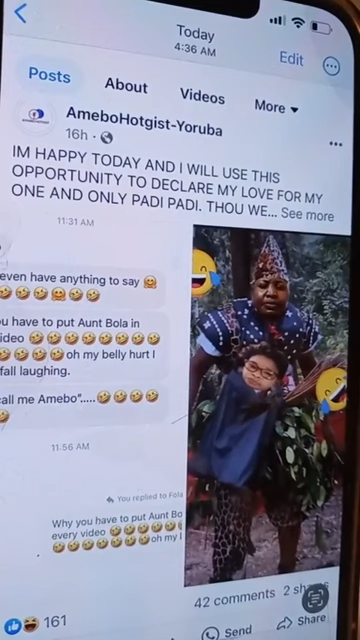 Today
4:36 AM
Edit
Posts
About
Videos
More
AmeboHotgist-Yoruba
16h
IM HAPPY TODAY AND I WILL USE THIS
OPPORTUNITY TO DECLARE MY LOVE FOR MY
ONE AND ONLY PADI PADI. THOU WE... See more
11:31 AM
even have anything to say 🤗
🤣🤣🤣🤗🤣🤣
u have to put Aunt Bola in
ideo 🤣🤣🤣🤣🤣🤣🤣🤣🤣
🤣🤣🤣🤣oh my belly hurt I
fall laughing.
all me Amebo".....🤣🤣🤣🤣
11:56 AM
You replied to Fola
Why you have to put Aunt Bo
every video 🤣🤣🤣🤣🤣🤣
🤣🤣🤣🤣🤣🤣🤣oh my
42 comments
161
Send
Share